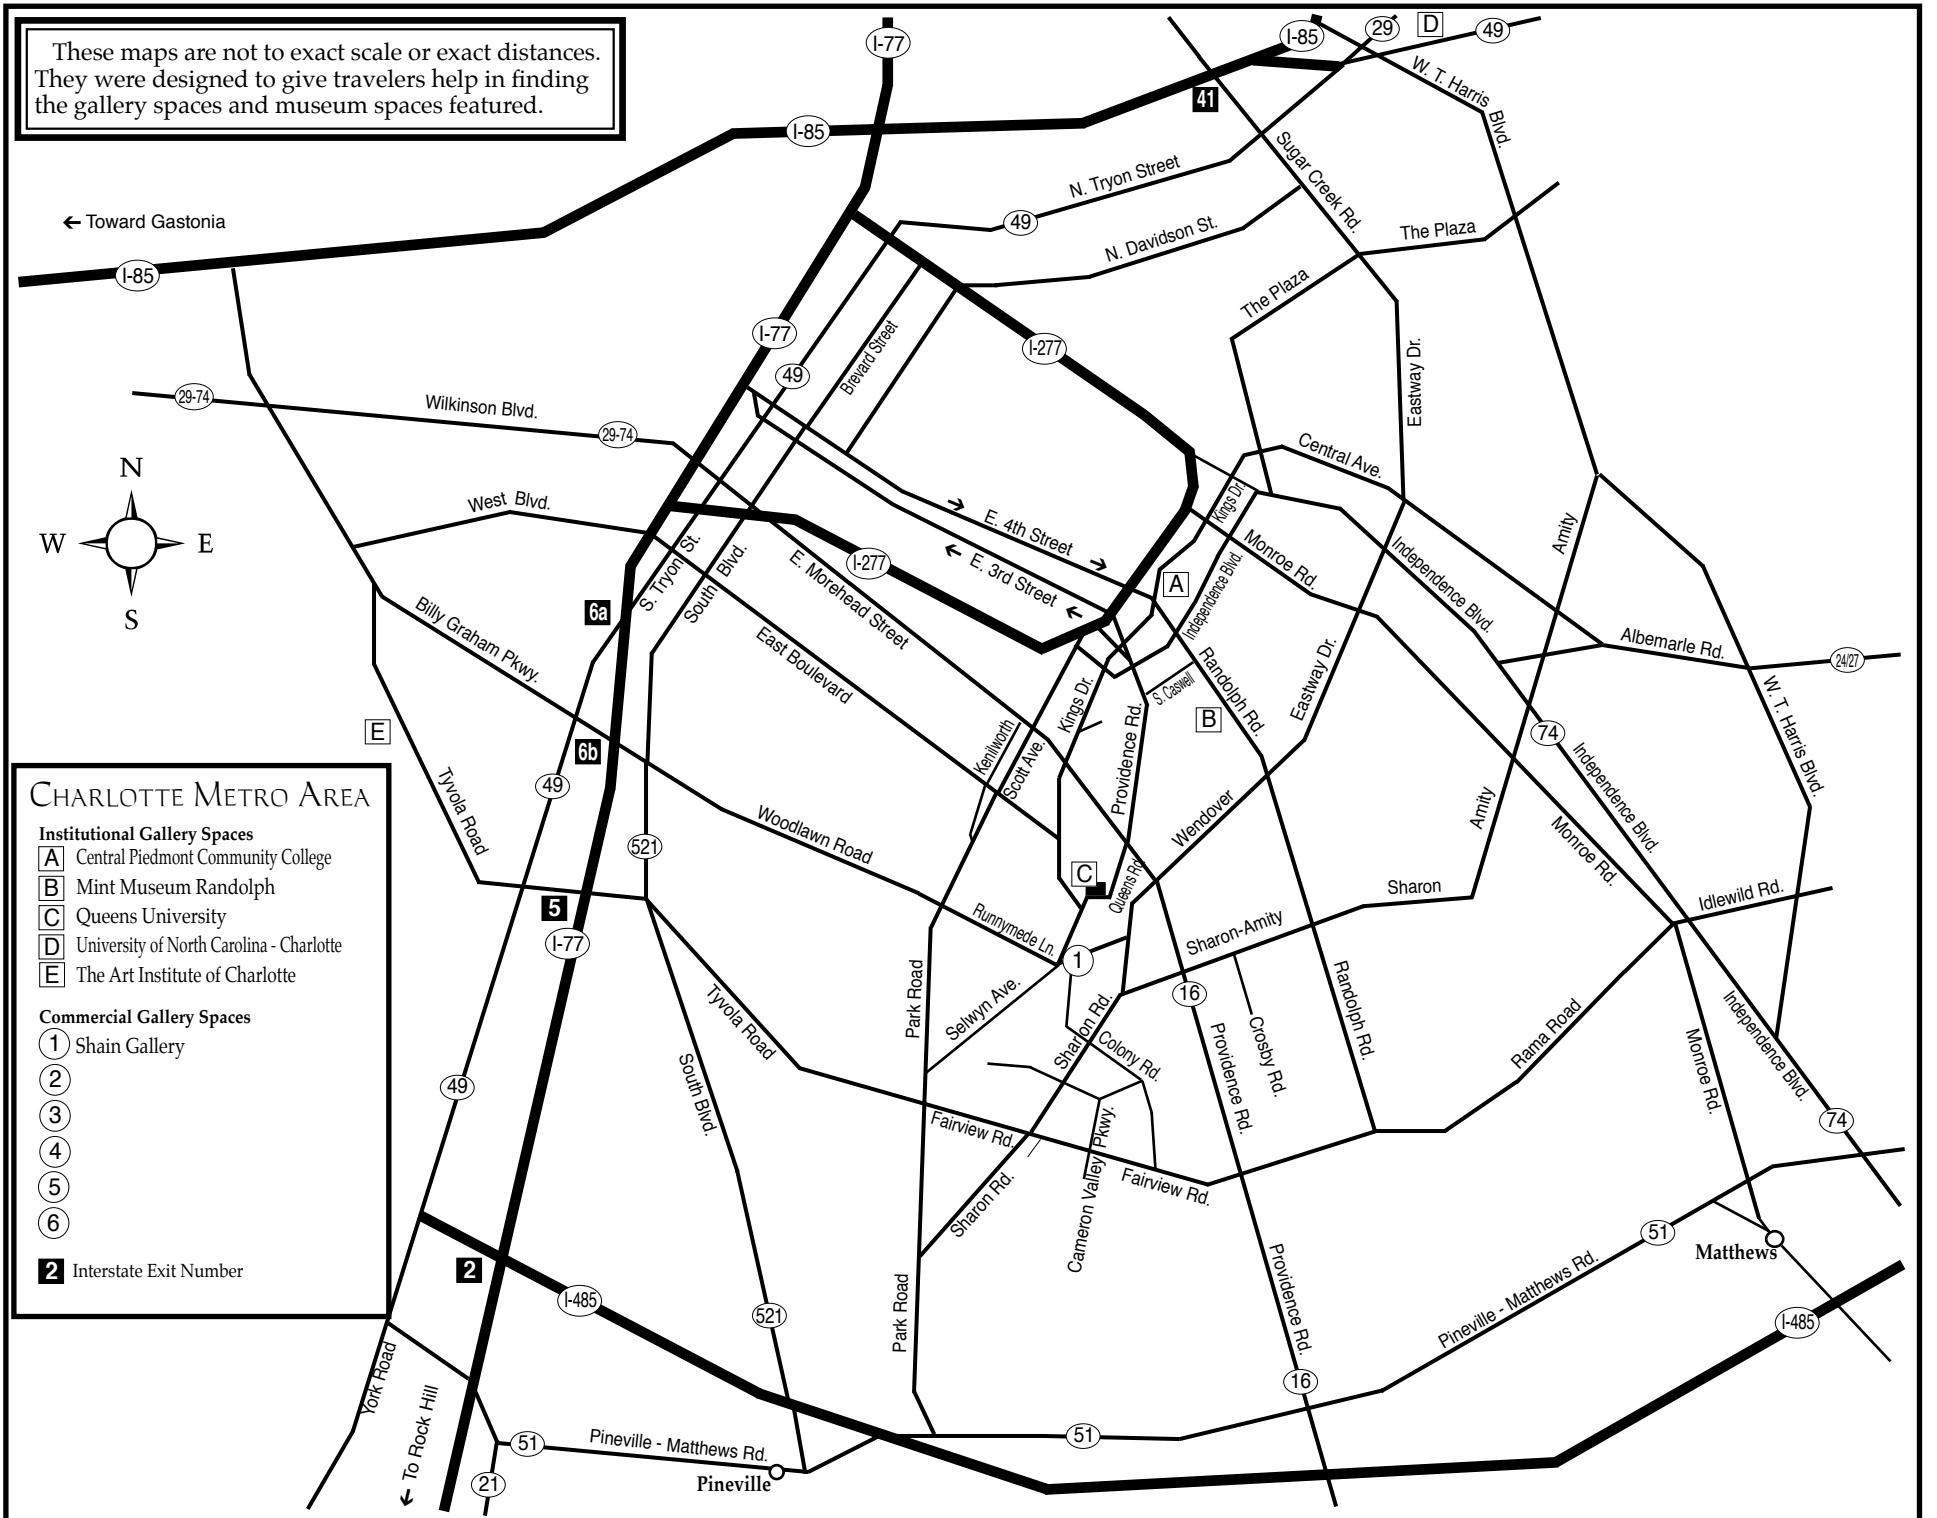 These maps are not to exact scale or exact distances.
They were designed to give travelers help in finding
the gallery spaces and museum spaces featured.
I-77
I-85
29
D
49
W. T. Harris
Blvd.
41
I-85
Sugar Creek Rd.
N. Tryon Street
49
N. Davidson St.
The Plaza
The Plaza
← Toward Gastonia
I-85
I-77
49
Brevard Street
I-277
Eastway Dr.
29-74
Wilkinson Blvd.
29-74
Central Ave.
N
W
E
S
West Blvd.
Kings Dr.
E. 4th Street
E. 3rd Street
Monroe Rd.
Independence Blvd.
Amity
I-277
S. Tryon St.
South Blvd.
E. Morehead Street
A
Independence Blvd.
6a
Billy Graham Pkwy.
East Boulevard
Albemarle Rd.
24/27
Randolph Rd.
Eastway Dr.
S. Caswell
B
Kings Dr.
Providence Rd.
W. T. Harris Blvd.
E
6b
Kenilworth
Scott Ave.
74
Independence Blvd.
49
Tyvola Road
Woodlawn Road
Wendover
Amity
Monroe Rd.
521
C
Queens Rd.
Sharon
Idlewild Rd.
5
Runnymede Ln.
Sharon-Amity
I-77
1
Park Road
Selwyn Ave.
Sharon Rd.
16
Randolph Rd.
Crosby Rd.
Providence Rd.
Colony Rd.
Rama Road
Independence Blvd.
Monroe Rd.
Tyvola Road
49
South Blvd.
Fairview Rd.
Cameron Valley Pkwy.
Fairview Rd.
74
Sharon Rd.
51
Matthews
2
I-485
Providence Rd.
Pineville - Matthews Rd.
I-485
521
Park Road
York Road
16
← To Rock Hill
51
Pineville - Matthews Rd.
51
Pineville
21
CHARLOTTE METRO AREA
Institutional Gallery Spaces
A Central Piedmont Community College
B Mint Museum Randolph
C Queens University
D University of North Carolina - Charlotte
E The Art Institute of Charlotte
Commercial Gallery Spaces
1 Shain Gallery
2
3
4
5
6
2 Interstate Exit Number